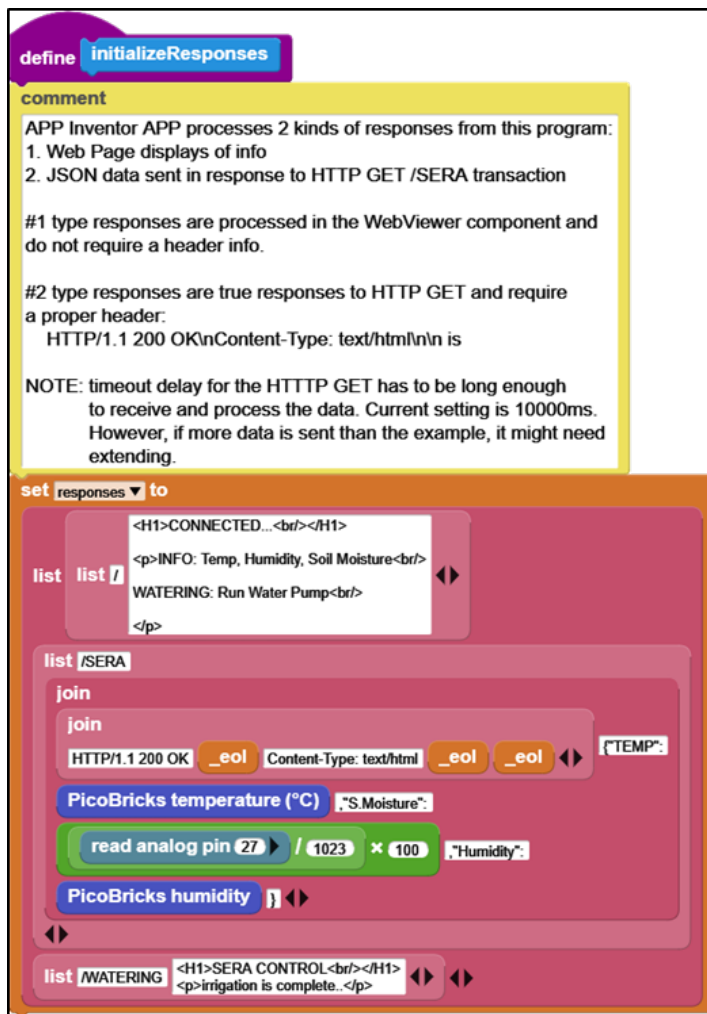 define initializeResponses
comment
APP Inventor APP processes 2 kinds of responses from this program:
1. Web Page displays of info
2. JSON data sent in response to HTTP GET /SERA transaction
#1 type responses are processed in the WebViewer component and
do not require a header info.
#2 type responses are true responses to HTTP GET and require
a proper header:
HTTP/1.1 200 OK\nContent-Type: text/html\n\n is
NOTE: timeout delay for the HTTTP GET has to be long enough
to receive and process the data. Current setting is 10000ms.
However, if more data is sent than the example, it might need
extending.
set responses to
list list /
<H1>CONNECTED...<br/></H1>
<p>INFO: Temp, Humidity, Soil Moisture<br/>
WATERING: Run Water Pump<br/>
</p>
list /SERA
join
join
HTTP/1.1 200 OK _eol Content-Type: text/html _eol _eol {"TEMP":
PicoBricks temperature (°C) ,"S.Moisture":
read analog pin 27 / 1023 × 100 ,"Humidity":
PicoBricks humidity }
list /WATERING <H1>SERA CONTROL<br/></H1>
<p>irrigation is complete..</p>